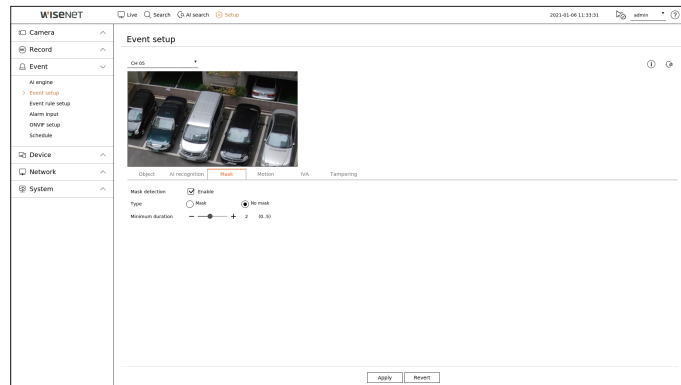 WISENET
Live Search AI search Setup 2021-01-06 11:33:31 admin
Camera
Record
Event
AI engine
Event setup
Event rule setup
Alarm input
ONVIF setup
Schedule
Device
Network
System
Event setup
CH 05
Object AI recognition Mask Motion IVA Tampering
Mask detection Enable
Type Mask No mask
Minimum duration 2 (0..5)
Apply Revert